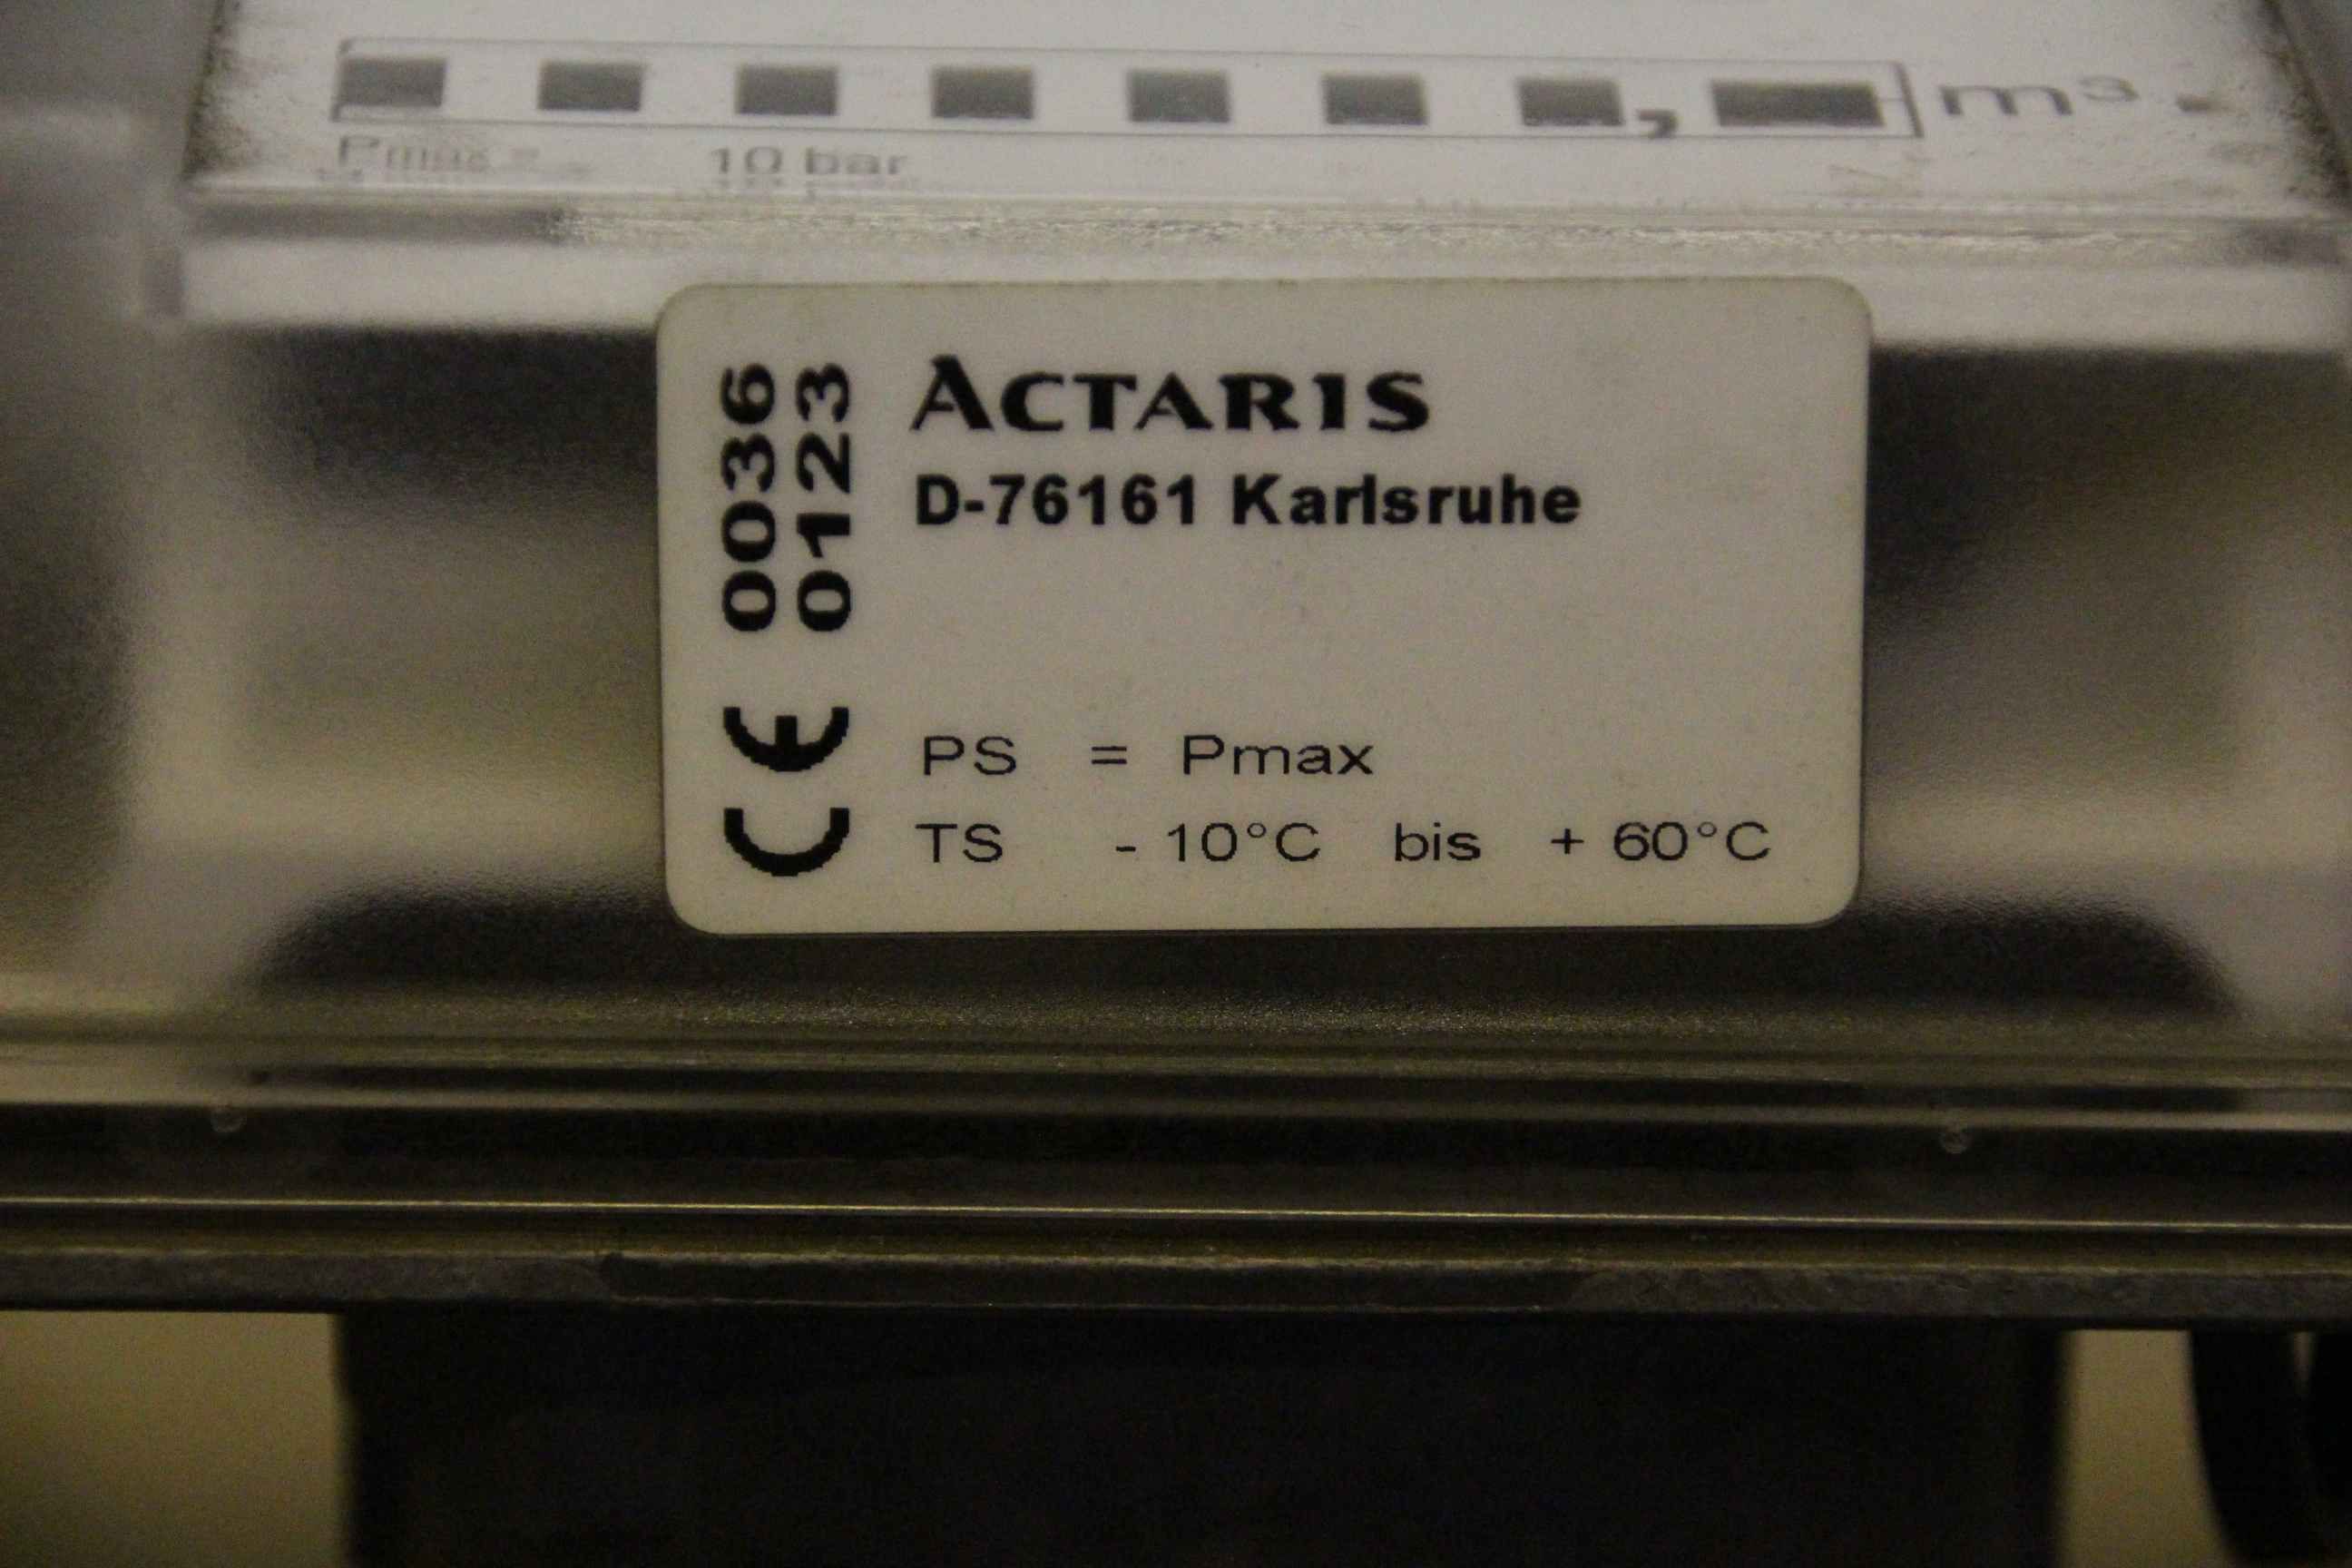 , m³
Pmax 10 bar
CE 0036
0123
ACTARIS
D-76161 Karlsruhe
PS = Pmax
TS - 10°C bis + 60°C